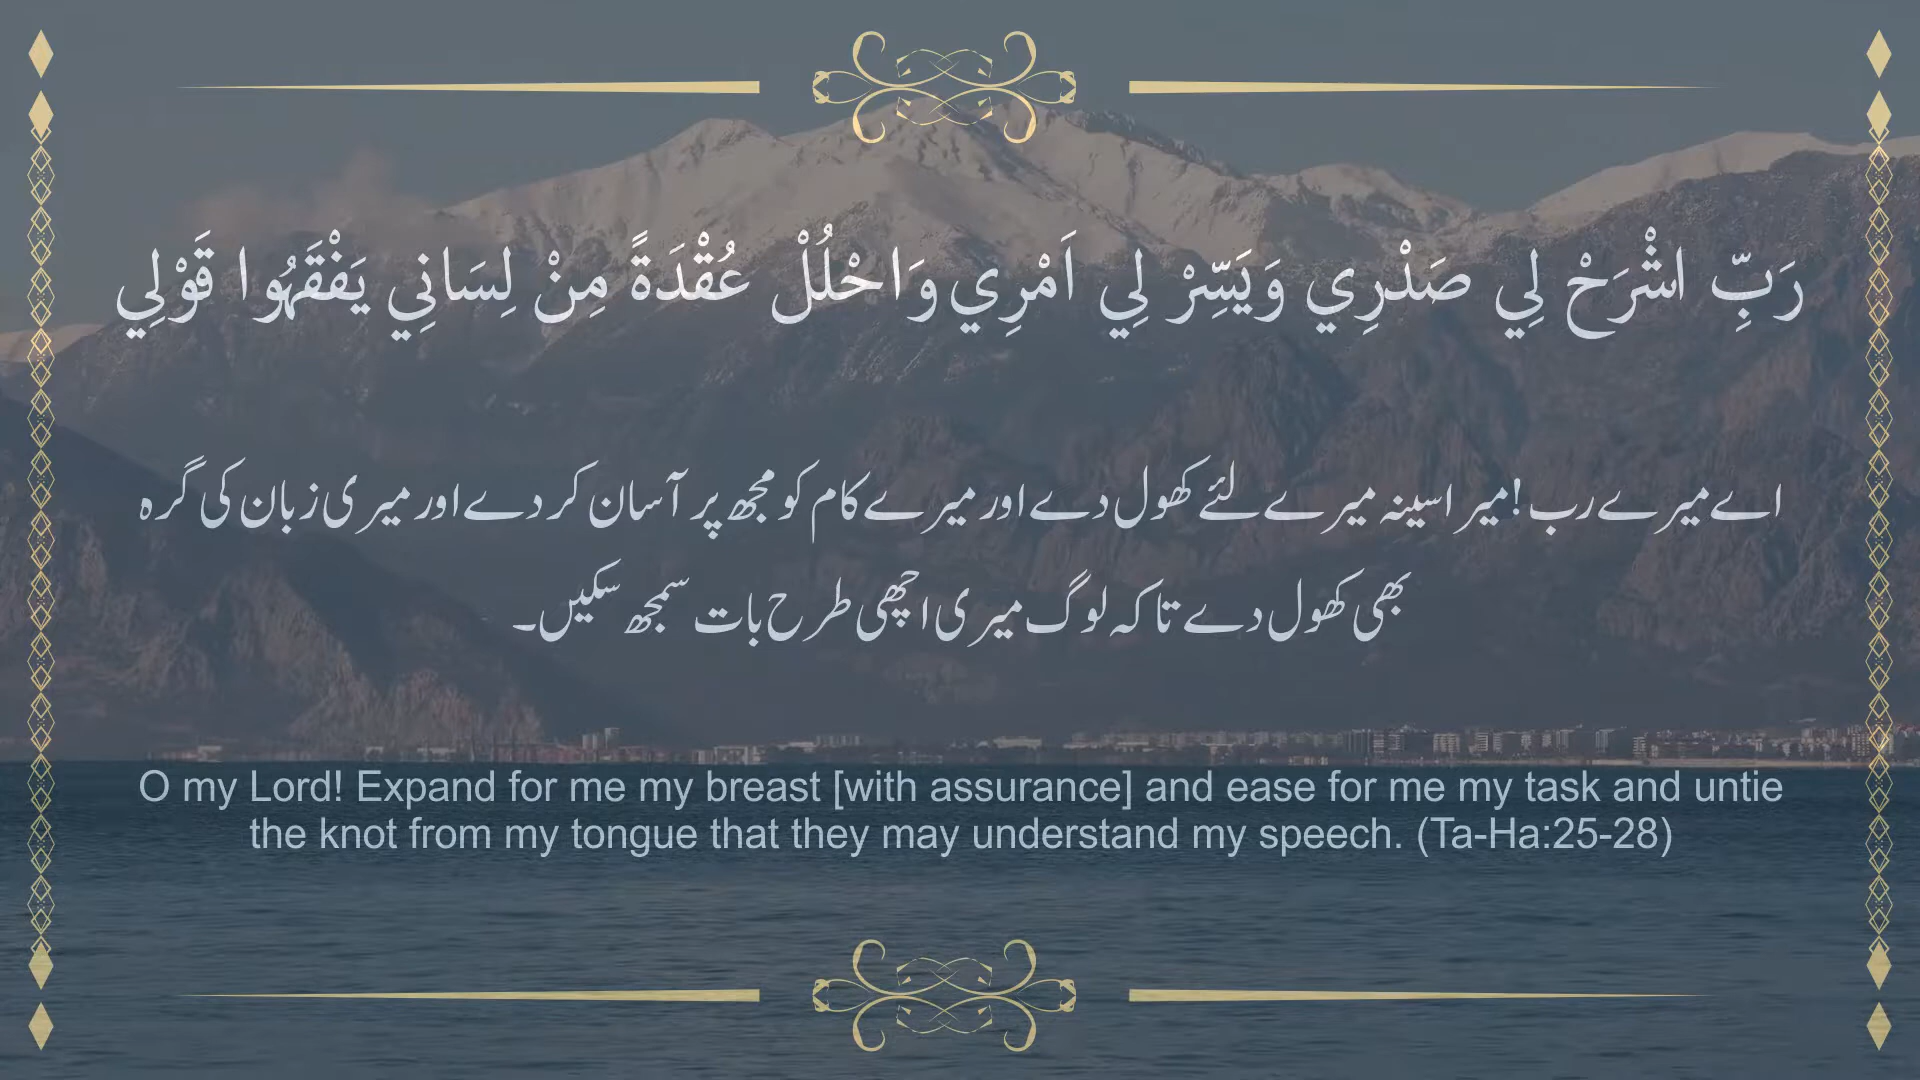 رَبِّ اشْرَحْ لِي صَدْرِي وَيَسِّرْ لِي اَمْرِي وَاحْلُلْ عُقْدَةً مِنْ لِسَانِي يَفْقَهُوا قَوْلِي
اے میرے رب! میرا سینہ میرے لئے کھول دے اور میرے کام کو مجھ پر آسان کر دے اور میری زبان کی گرہ
بھی کھول دے تاکہ لوگ میری اچھی طرح بات سمجھ سکیں۔
O my Lord! Expand for me my breast [with assurance] and ease for me my task and untie
the knot from my tongue that they may understand my speech. (Ta-Ha:25-28)